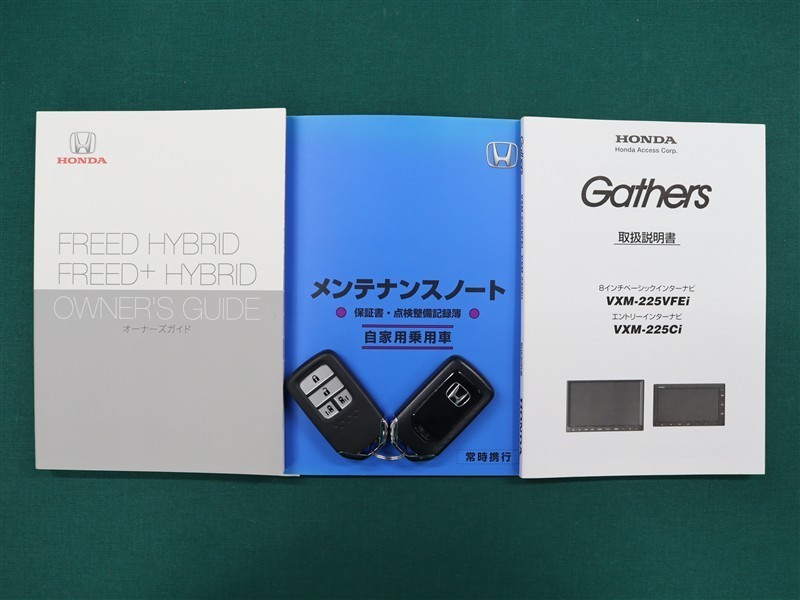 HONDA
FREED HYBRID
FREED+ HYBRID
OWNER'S GUIDE
オーナーズガイド
メンテナンスノート
保証書・点検整備記録簿
自家用乗用車
常時携行
HONDA
Honda Access Corp.
Gathers
取扱説明書
8インチベーシックインターナビ
VXM-225VFEi
エントリーインターナビ
VXM-225Ci
Gathers
HONDA